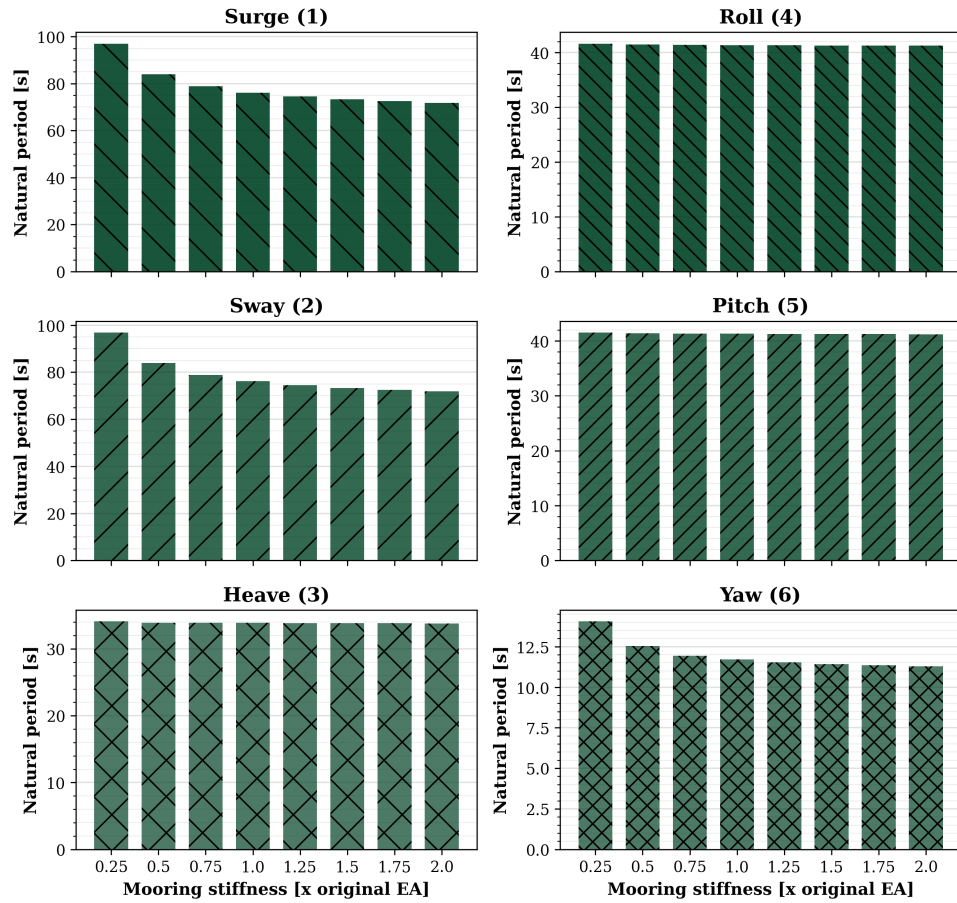 Surge (1)
Natural period [s]
100
80
60
40
20
0
Roll (4)
Natural period [s]
40
30
20
10
0
Sway (2)
Natural period [s]
100
80
60
40
20
0
Pitch (5)
Natural period [s]
40
30
20
10
0
Heave (3)
Natural period [s]
30
20
10
0
0.25 0.5 0.75 1.0 1.25 1.5 1.75 2.0
Mooring stiffness [x original EA]
Yaw (6)
Natural period [s]
12.5
10.0
7.5
5.0
2.5
0.0
0.25 0.5 0.75 1.0 1.25 1.5 1.75 2.0
Mooring stiffness [x original EA]